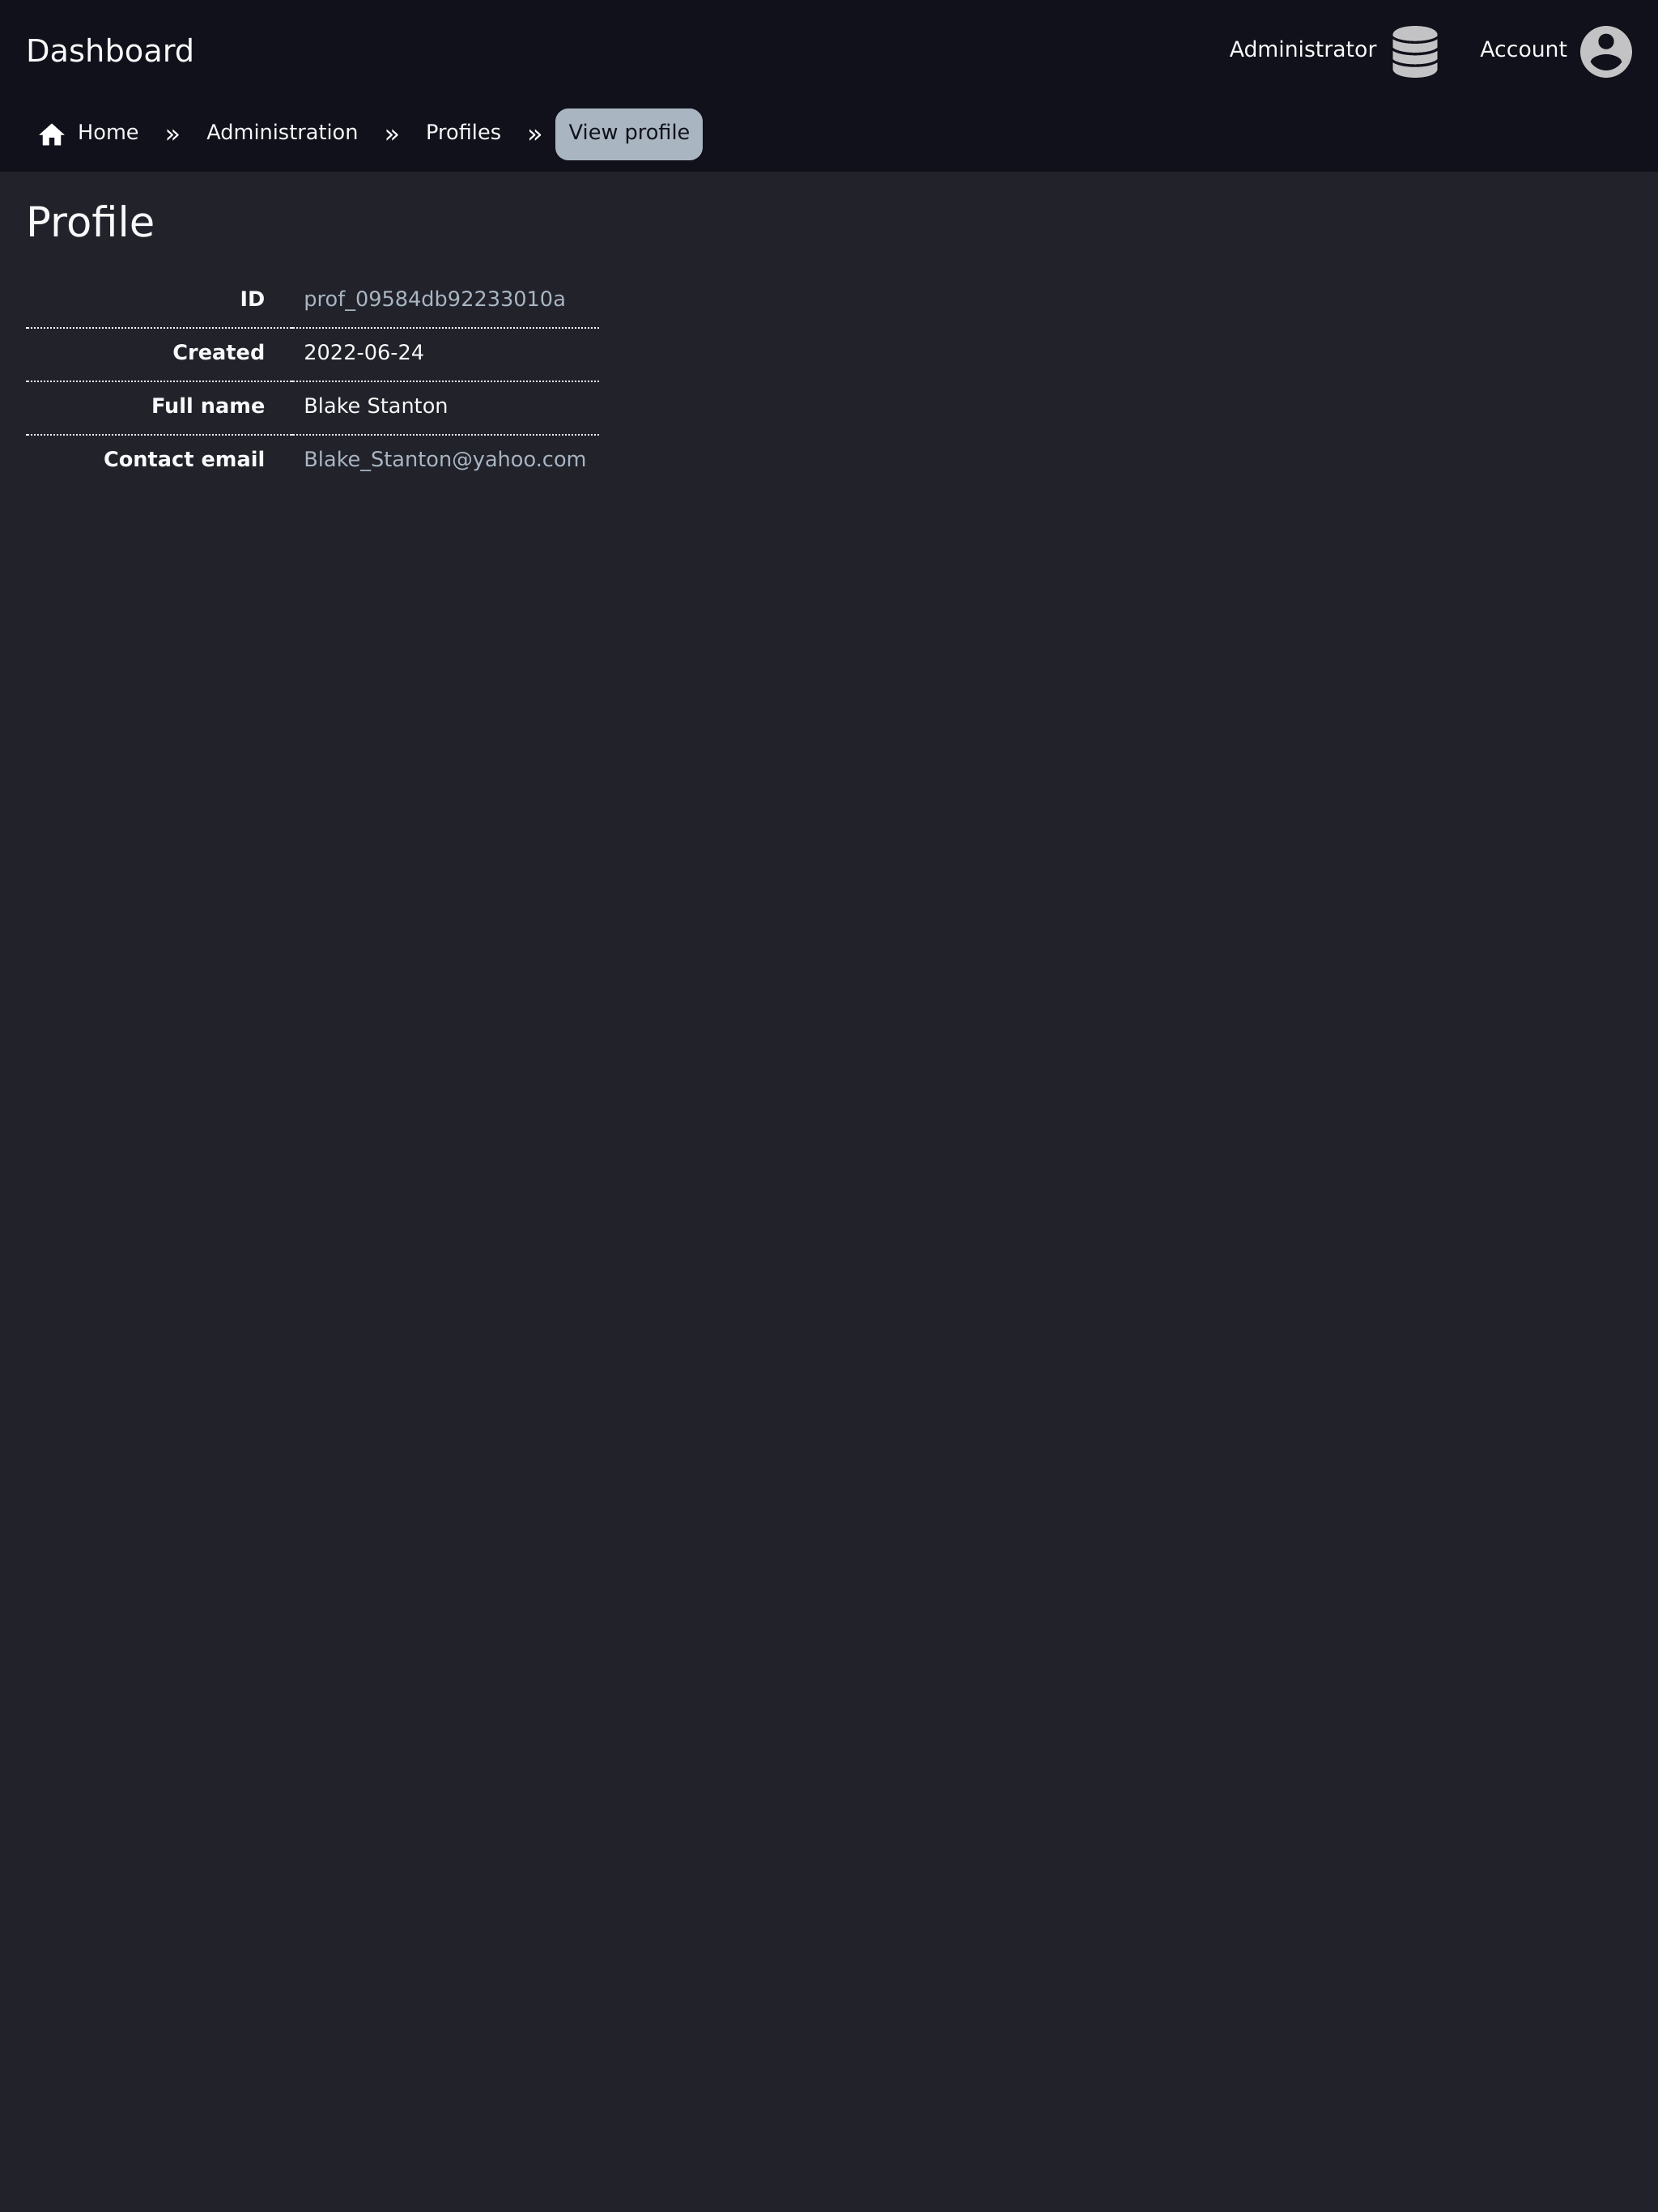 Dashboard
Administrator
Account
Home » Administration » Profiles » View profile
Profile
ID prof_09584db92233010a
Created 2022-06-24
Full name Blake Stanton
Contact email Blake_Stanton@yahoo.com